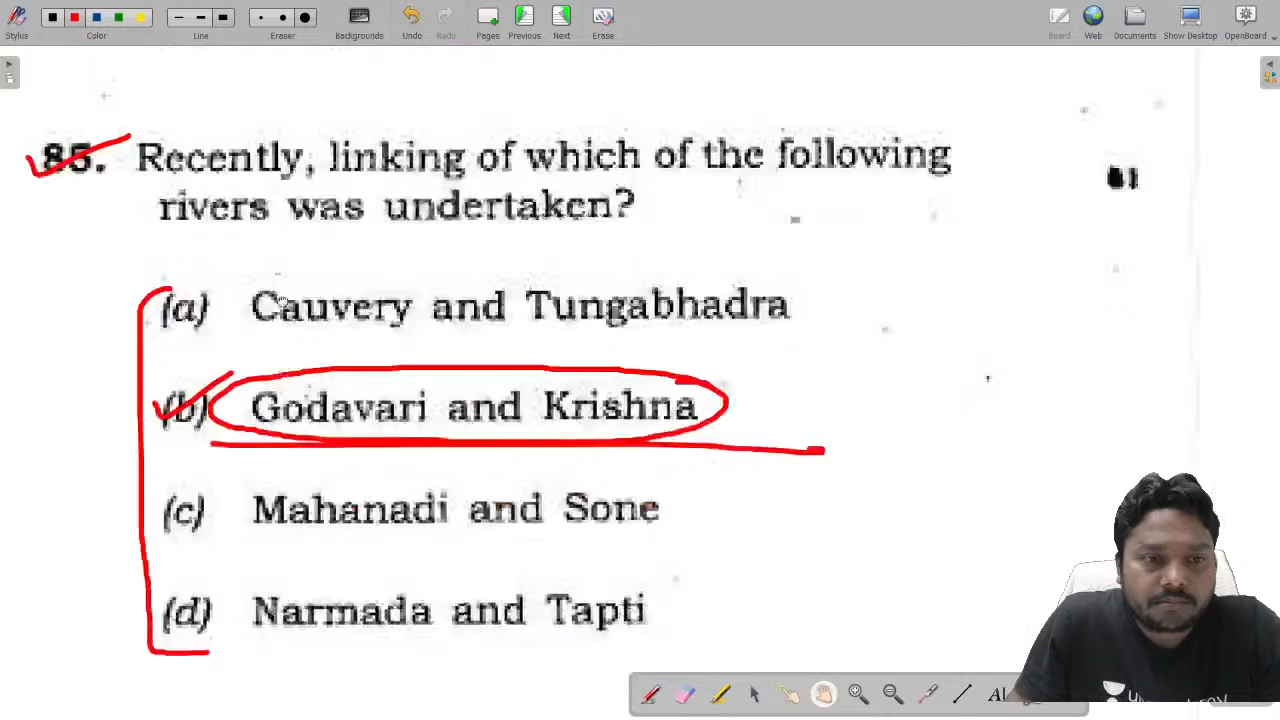 Stylus
Color
Line
Eraser
Backgrounds
Undo
Redo
Pages
Previous
Next
Erase
Board
Web
Documents
Show Desktop
OpenBoard
85. Recently, linking of which of the following
rivers was undertaken?
(a) Cauvery and Tungabhadra
(b) Godavari and Krishna
(c) Mahanadi and Sone
(d) Narmada and Tapti